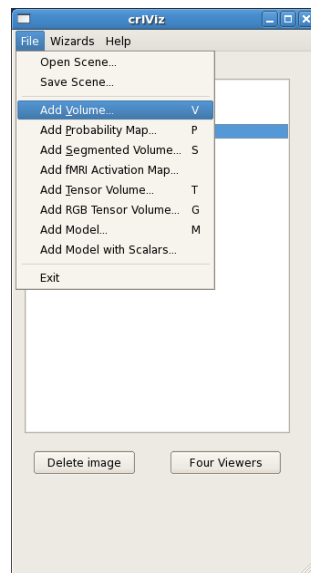 crlViz
File Wizards Help
Open Scene...
Save Scene...
Add Volume... V
Add Probability Map... P
Add Segmented Volume... S
Add fMRI Activation Map...
Add Tensor Volume... T
Add RGB Tensor Volume... G
Add Model... M
Add Model with Scalars...
Exit
Delete image Four Viewers